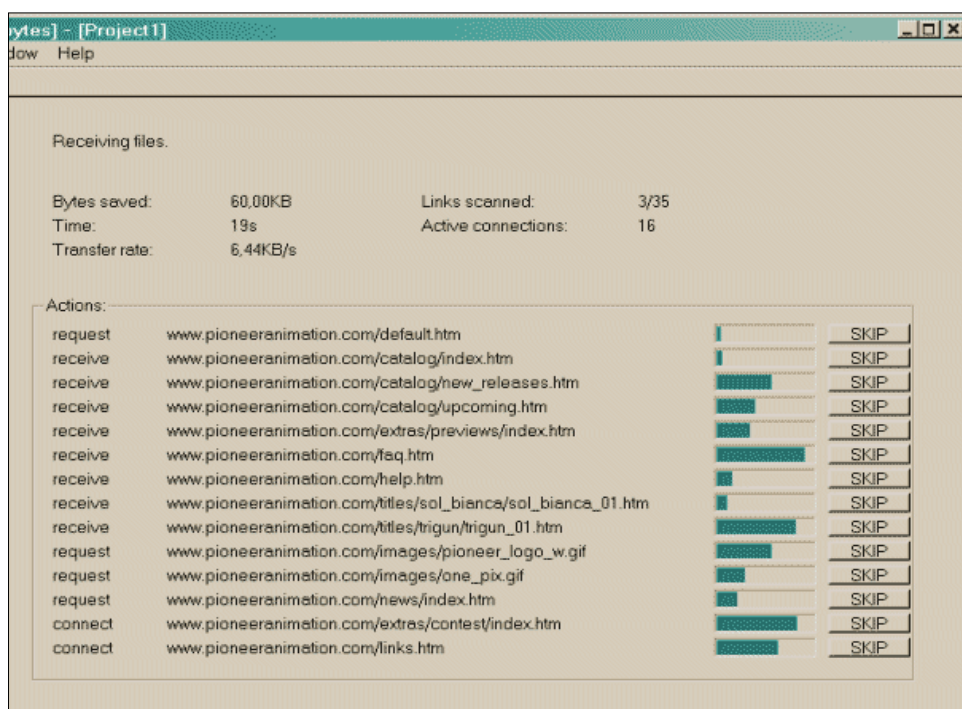 ytes] - [Project1]
dow Help
Receiving files.
Bytes saved: 60,00KB Links scanned: 3/35
Time: 19s Active connections: 16
Transfer rate: 6,44KB/s
Actions:
request www.pioneeranimation.com/default.htm SKIP
receive www.pioneeranimation.com/catalog/index.htm SKIP
receive www.pioneeranimation.com/catalog/new_releases.htm SKIP
receive www.pioneeranimation.com/catalog/upcoming.htm SKIP
receive www.pioneeranimation.com/extras/previews/index.htm SKIP
receive www.pioneeranimation.com/faq.htm SKIP
receive www.pioneeranimation.com/help.htm SKIP
receive www.pioneeranimation.com/titles/sol_bianca/sol_bianca_01.htm SKIP
receive www.pioneeranimation.com/titles/trigun/trigun_01.htm SKIP
request www.pioneeranimation.com/images/pioneer_logo_w.gif SKIP
request www.pioneeranimation.com/images/one_pix.gif SKIP
request www.pioneeranimation.com/news/index.htm SKIP
connect www.pioneeranimation.com/extras/contest/index.htm SKIP
connect www.pioneeranimation.com/links.htm SKIP